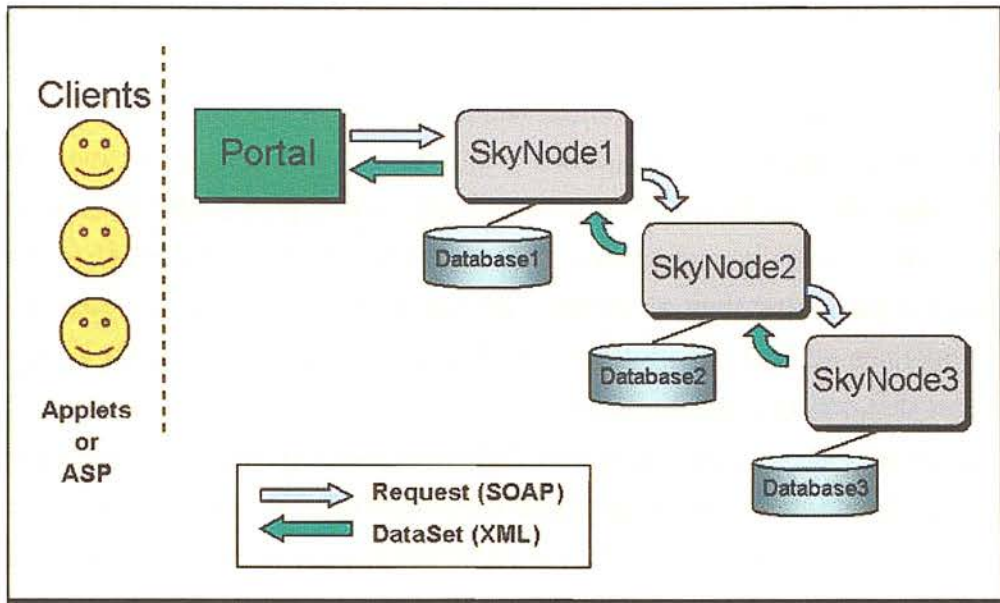 Clients
Portal
SkyNode1
Database1
SkyNode2
Database2
SkyNode3
Database3
Applets
or
ASP
Request (SOAP)
DataSet (XML)